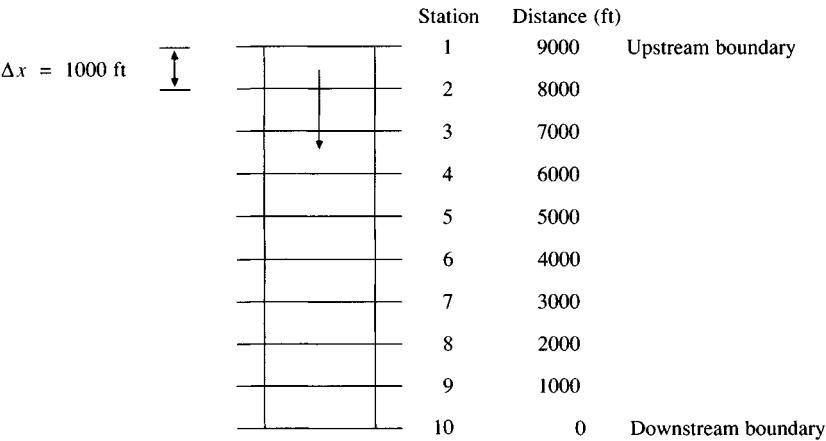 Station Distance (ft)
1 9000 Upstream boundary
Δx = 1000 ft
2 8000
3 7000
4 6000
5 5000
6 4000
7 3000
8 2000
9 1000
10 0 Downstream boundary